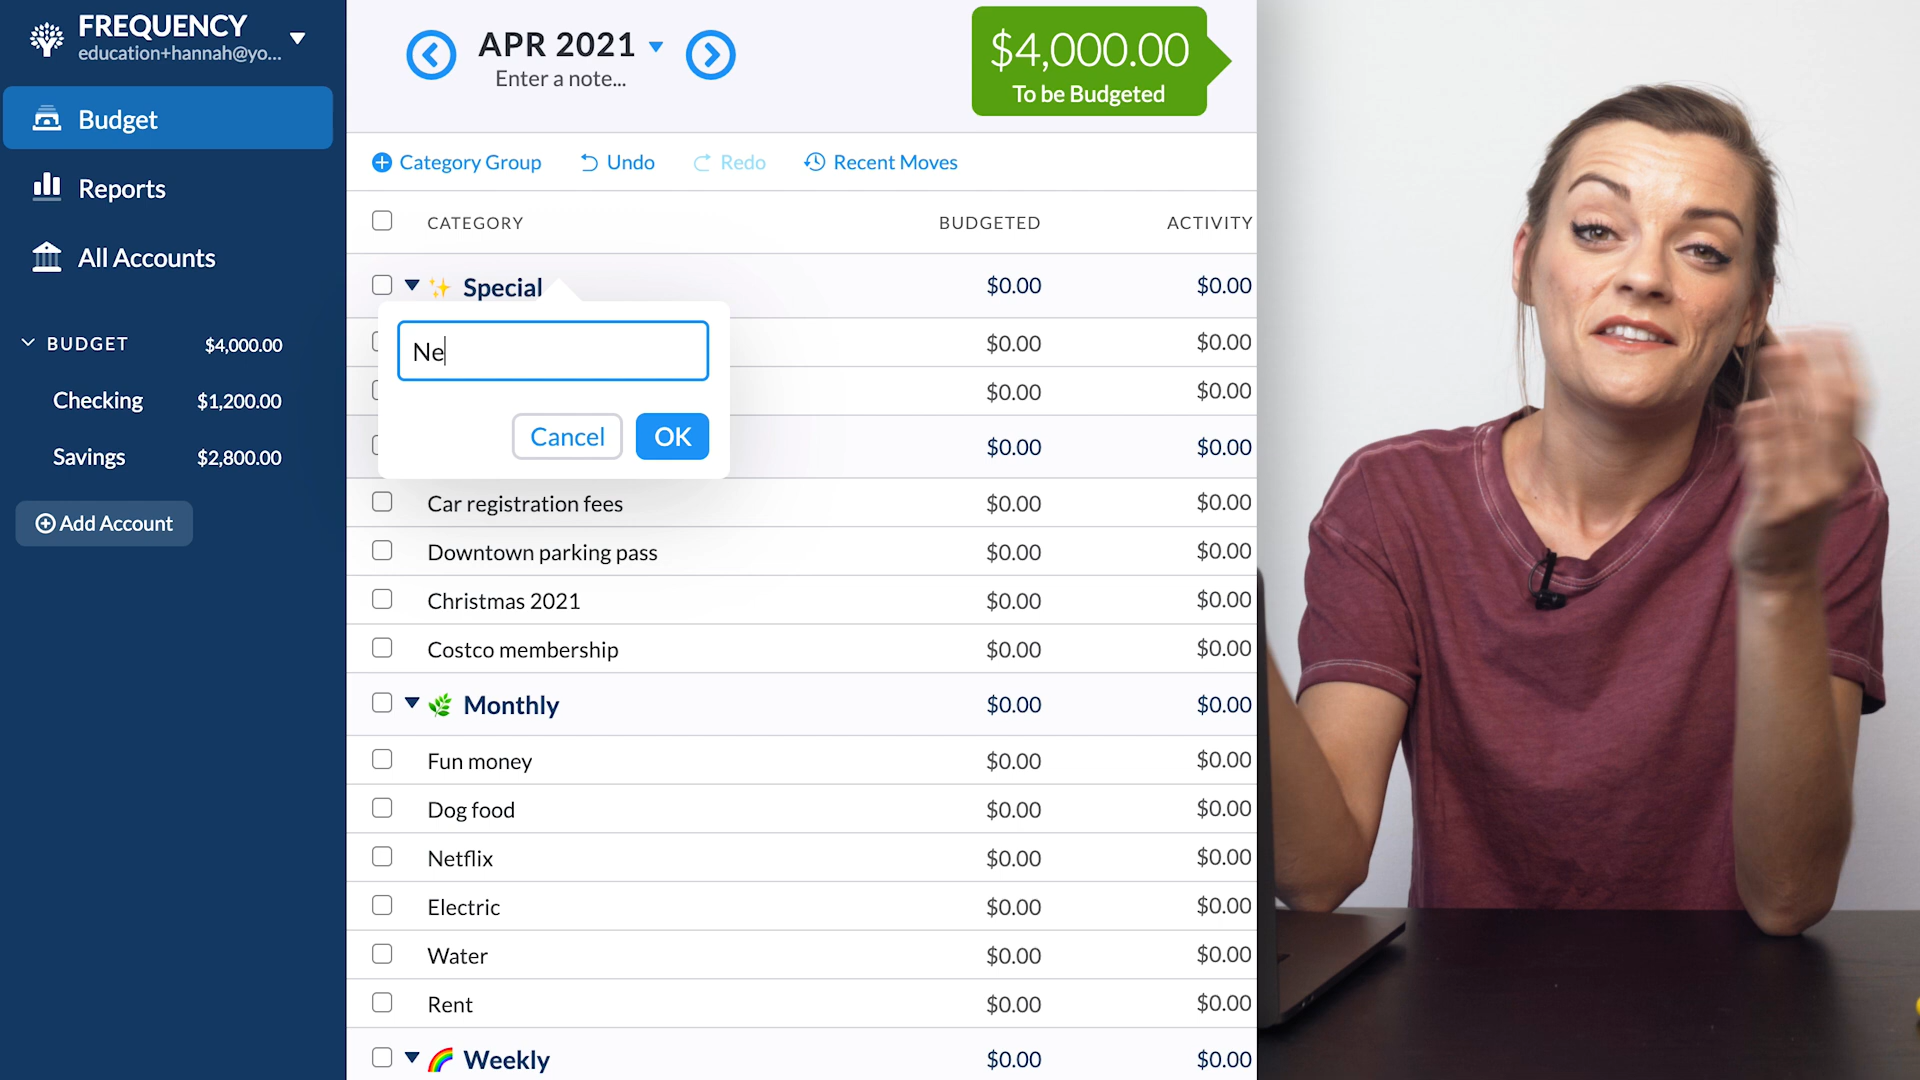 FREQUENCY
education+hannah@yo...
Budget
Reports
All Accounts
BUDGET $4,000.00
Checking $1,200.00
Savings $2,800.00
Add Account
APR 2021
Enter a note...
$4,000.00
To be Budgeted
Category Group Undo Redo Recent Moves
CATEGORY BUDGETED ACTIVITY
Special $0.00 $0.00
Ne
$0.00 $0.00
$0.00 $0.00
Cancel OK
$0.00 $0.00
Car registration fees $0.00 $0.00
Downtown parking pass $0.00 $0.00
Christmas 2021 $0.00 $0.00
Costco membership $0.00 $0.00
Monthly $0.00 $0.00
Fun money $0.00 $0.00
Dog food $0.00 $0.00
Netflix $0.00 $0.00
Electric $0.00 $0.00
Water $0.00 $0.00
Rent $0.00 $0.00
Weekly $0.00 $0.00